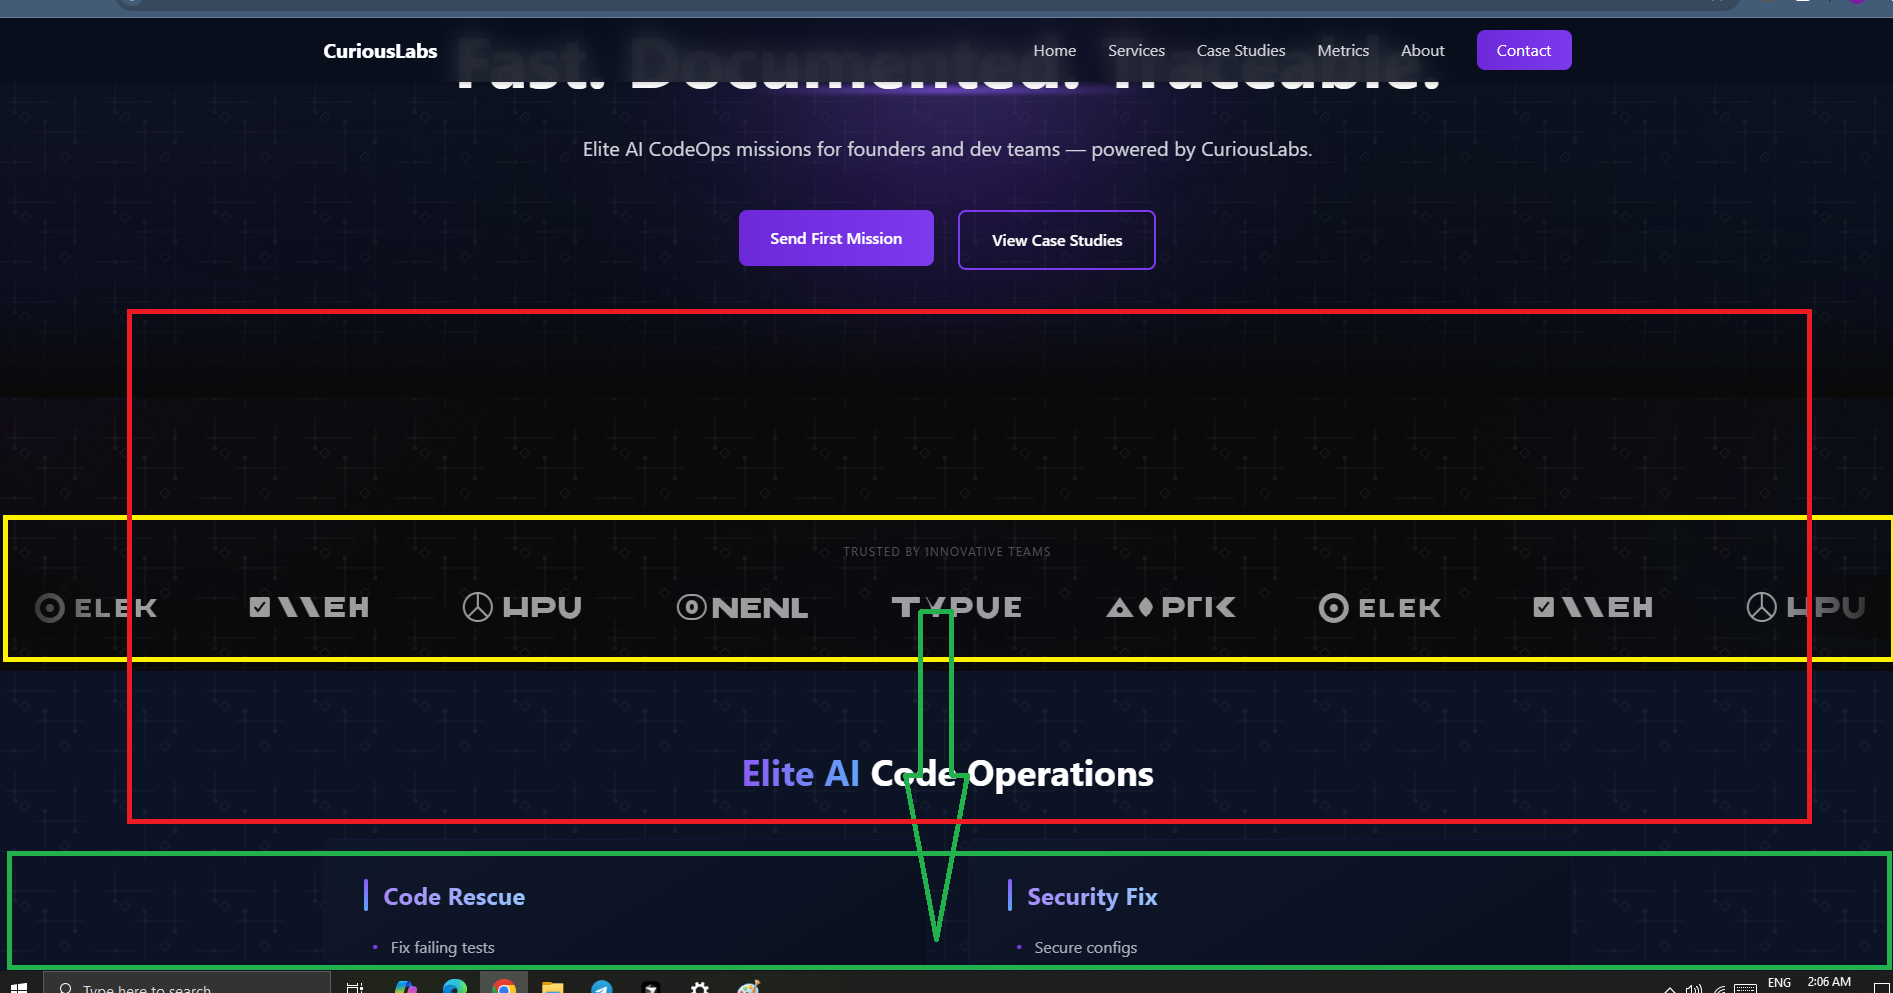 CuriousLabs
Home Services Case Studies Metrics About Contact
Fast. Documented. Traceable.
Elite AI CodeOps missions for founders and dev teams — powered by CuriousLabs.
Send First Mission View Case Studies
TRUSTED BY INNOVATIVE TEAMS
ELEK HPU NENL TYPUE ELEK HPU
Elite AI Code Operations
Code Rescue Security Fix
• Fix failing tests • Secure configs
Type here to search ENG 2:06 AM